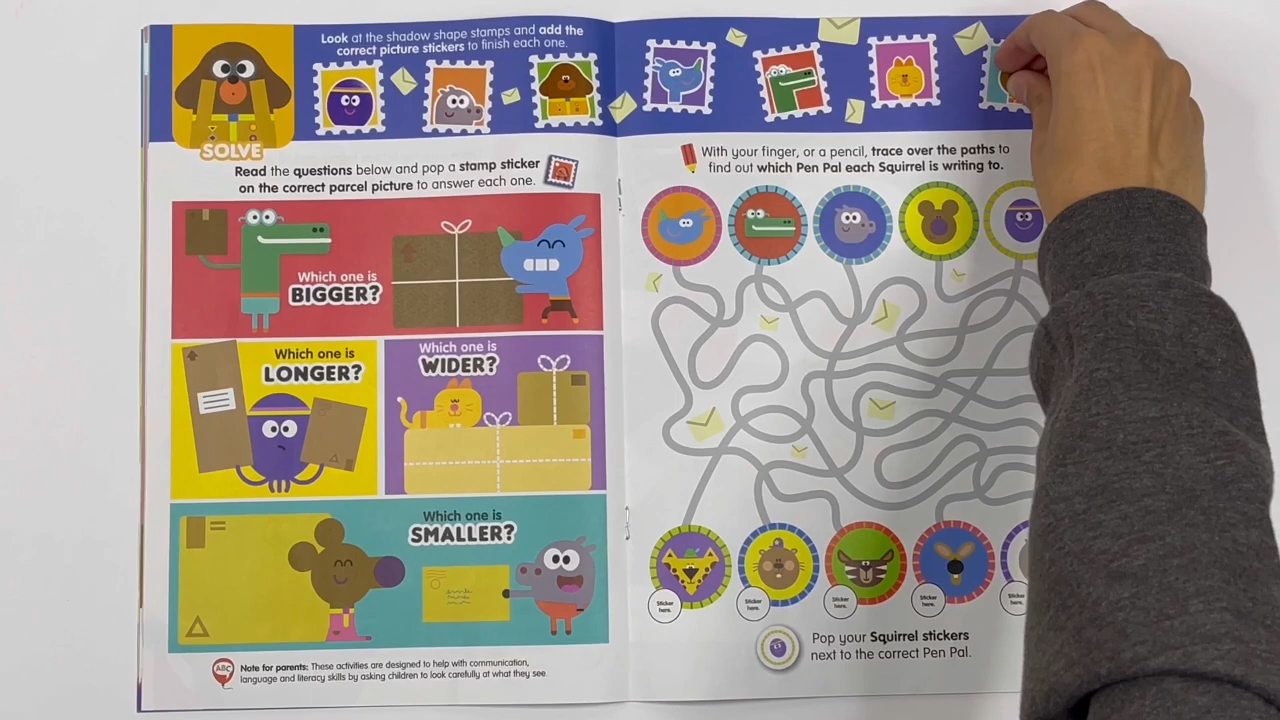 Look at the shadow shape stamps and add the
correct picture stickers to finish each one.
SOLVE
Read the questions below and pop a stamp sticker
on the correct parcel picture to answer each one.
Which one is
BIGGER?
Which one is
LONGER?
Which one is
WIDER?
Which one is
SMALLER?
ABC
Note for parents: These activities are designed to help with communication,
language and literacy skills by asking children to look carefully at what they see.
With your finger, or a pencil, trace over the paths to
find out which Pen Pal each Squirrel is writing to.
Sticker
here.
Sticker
here.
Sticker
here.
Sticker
here.
Sticker
here.
Pop your Squirrel stickers
next to the correct Pen Pal.